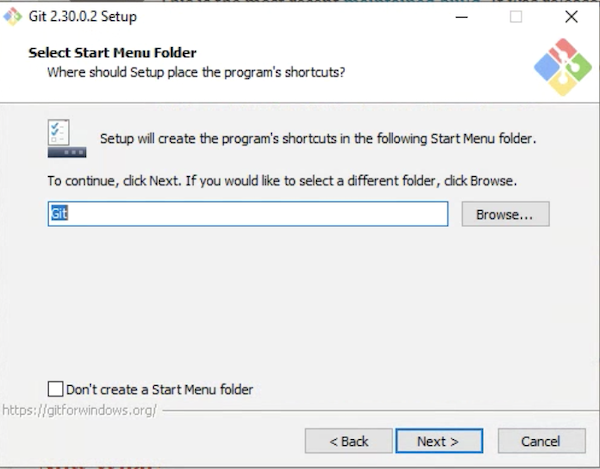 Git 2.30.0.2 Setup
Select Start Menu Folder
Where should Setup place the program's shortcuts?
Setup will create the program's shortcuts in the following Start Menu folder.
To continue, click Next. If you would like to select a different folder, click Browse.
Git
Browse...
Don't create a Start Menu folder
https://gitforwindows.org/
< Back
Next >
Cancel